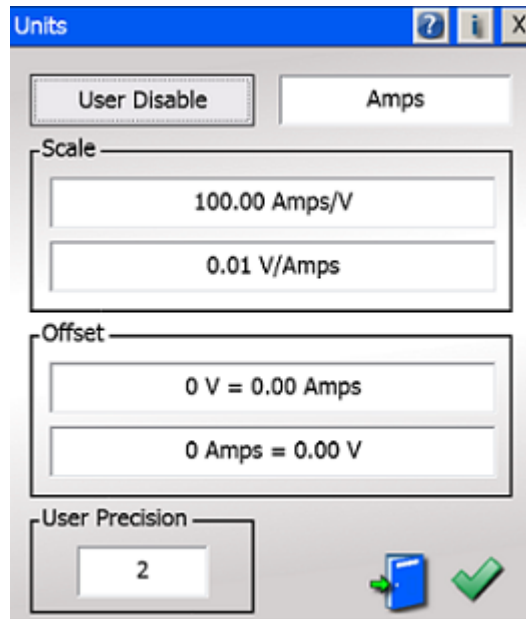 Units ? i X
User Disable Amps
Scale
100.00 Amps/V
0.01 V/Amps
Offset
0 V = 0.00 Amps
0 Amps = 0.00 V
User Precision
2